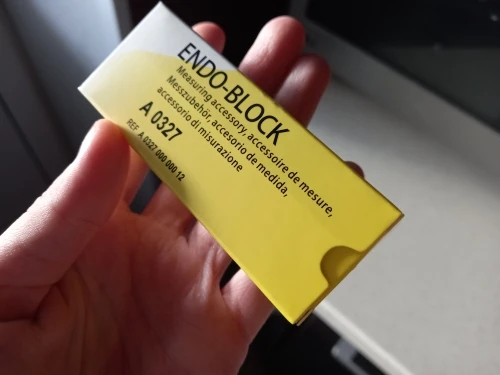 ENDO-BLOCK
Measuring accessory, accessoire de mesure,
Messzubehör, accesorio de medida,
accessorio di misurazione
A 0327
REF A 0327 000 000 12